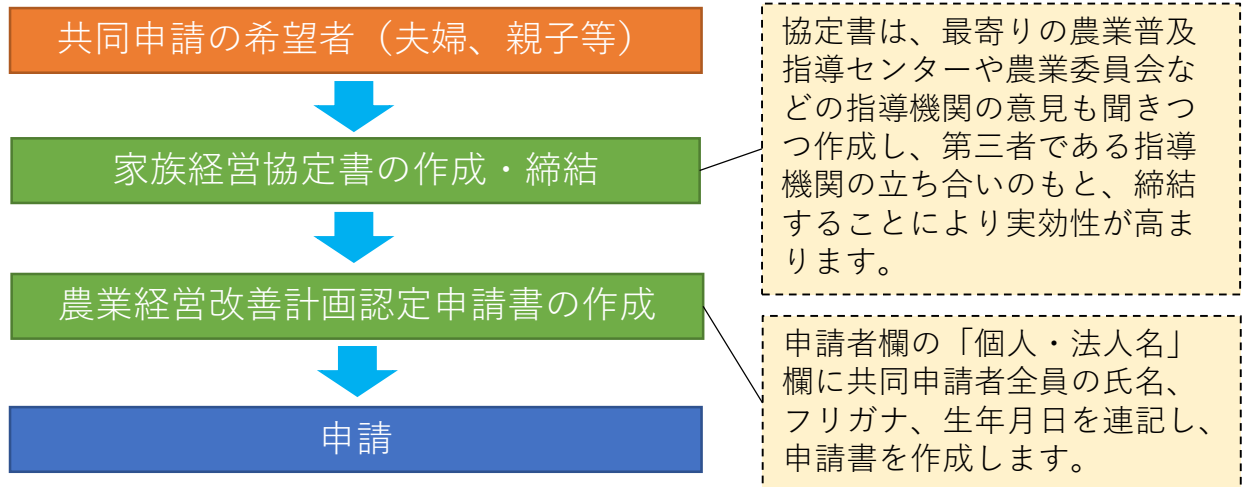 共同申請の希望者（夫婦、親子等）
家族経営協定書の作成・締結
協定書は、最寄りの農業普及
指導センターや農業委員会な
どの指導機関の意見も聞きつ
つ作成し、第三者である指導
機関の立ち合いのもと、締結
することにより実効性が高ま
ります。
農業経営改善計画認定申請書の作成
申請者欄の「個人・法人名」
欄に共同申請者全員の氏名、
フリガナ、生年月日を連記し、
申請書を作成します。
申請